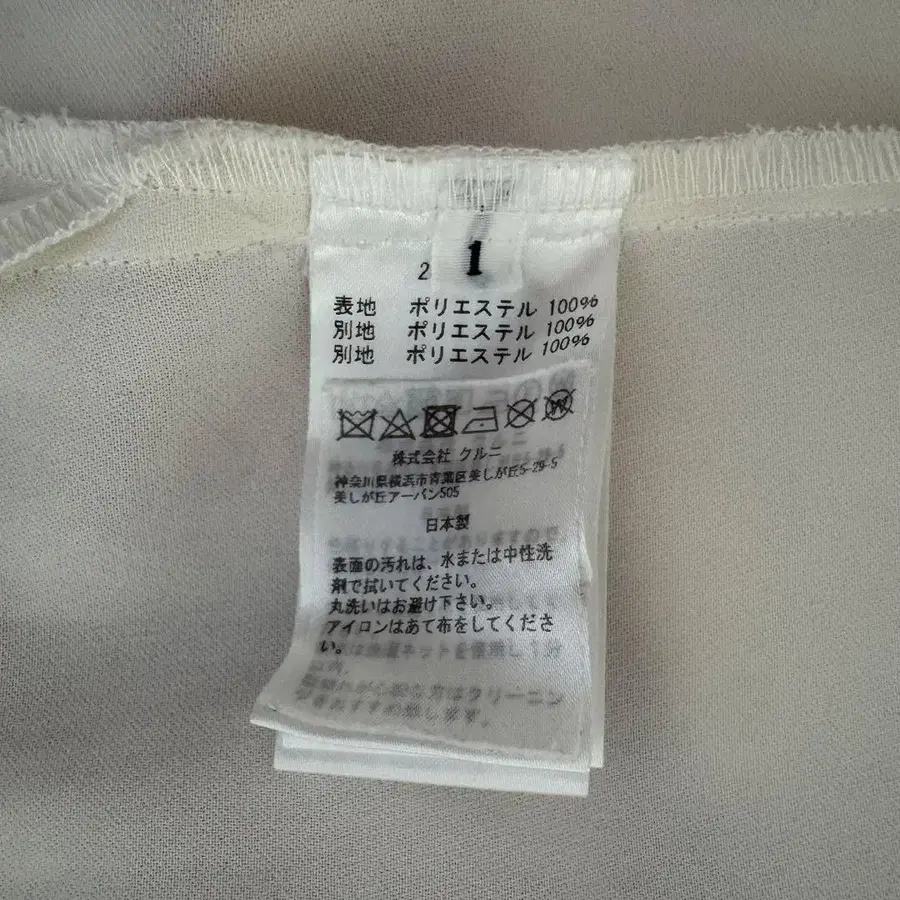 1
2
表地 ポリエステル 100%
別地 ポリエステル 100%
別地 ポリエステル 100%
W
株式会社 クルニ
神奈川県横浜市青葉区美しが丘5-29-5
美しが丘アーバン505
日本製
表面の汚れは、水または中性洗
剤で拭いてください。
丸洗いはお避け下さい。
アイロンはあて布をしてくださ
い。